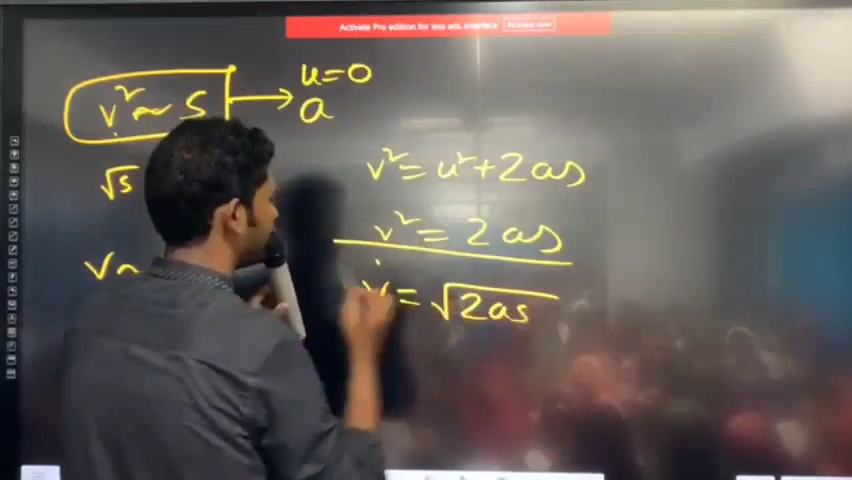 Activate Pro edition for less ads interface Activate now
u=0
v²~s
a
v²=u²+2as
√s
v²=2as
v~
v=√2as